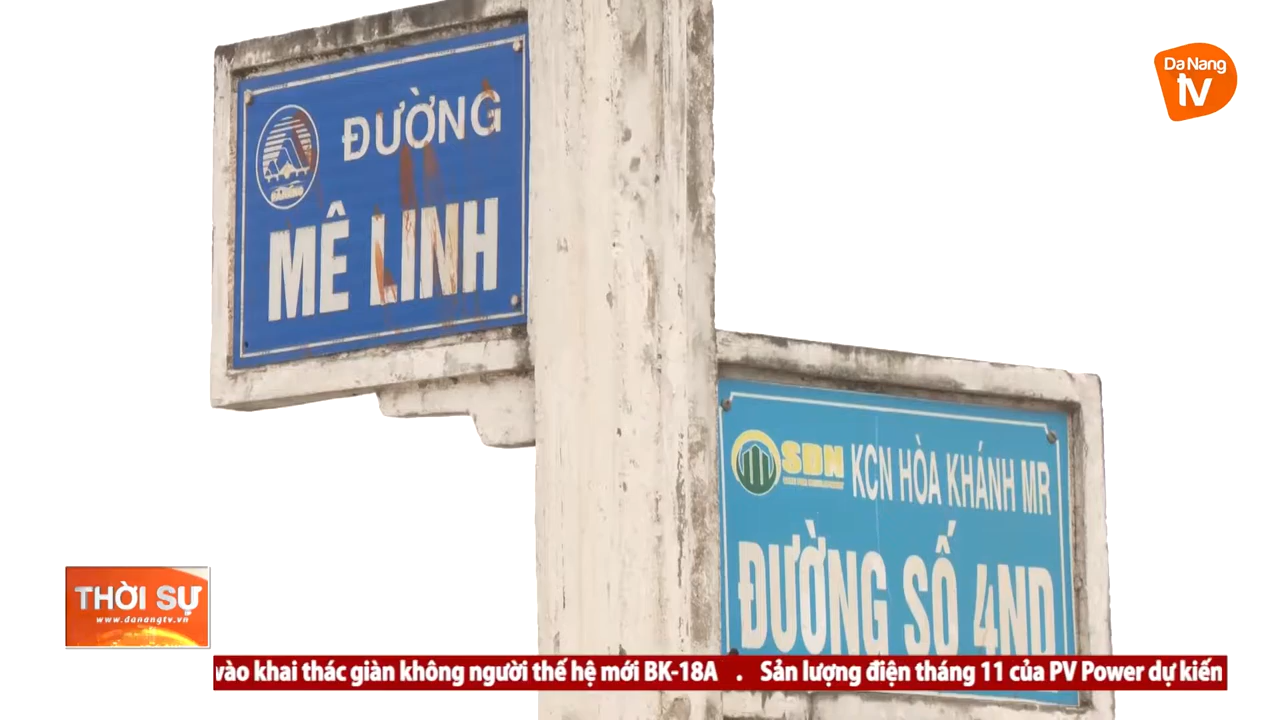 Da Nang
tv
ĐƯỜNG
ĐÀ NẴNG
MÊ LINH
SDN
KCN HÒA KHÁNH MR
ĐƯỜNG SỐ 4ND
THỜI SỰ
www.danangtv.vn
vào khai thác giàn không người thế hệ mới BK-18A . Sản lượng điện tháng 11 của PV Power dự kiến